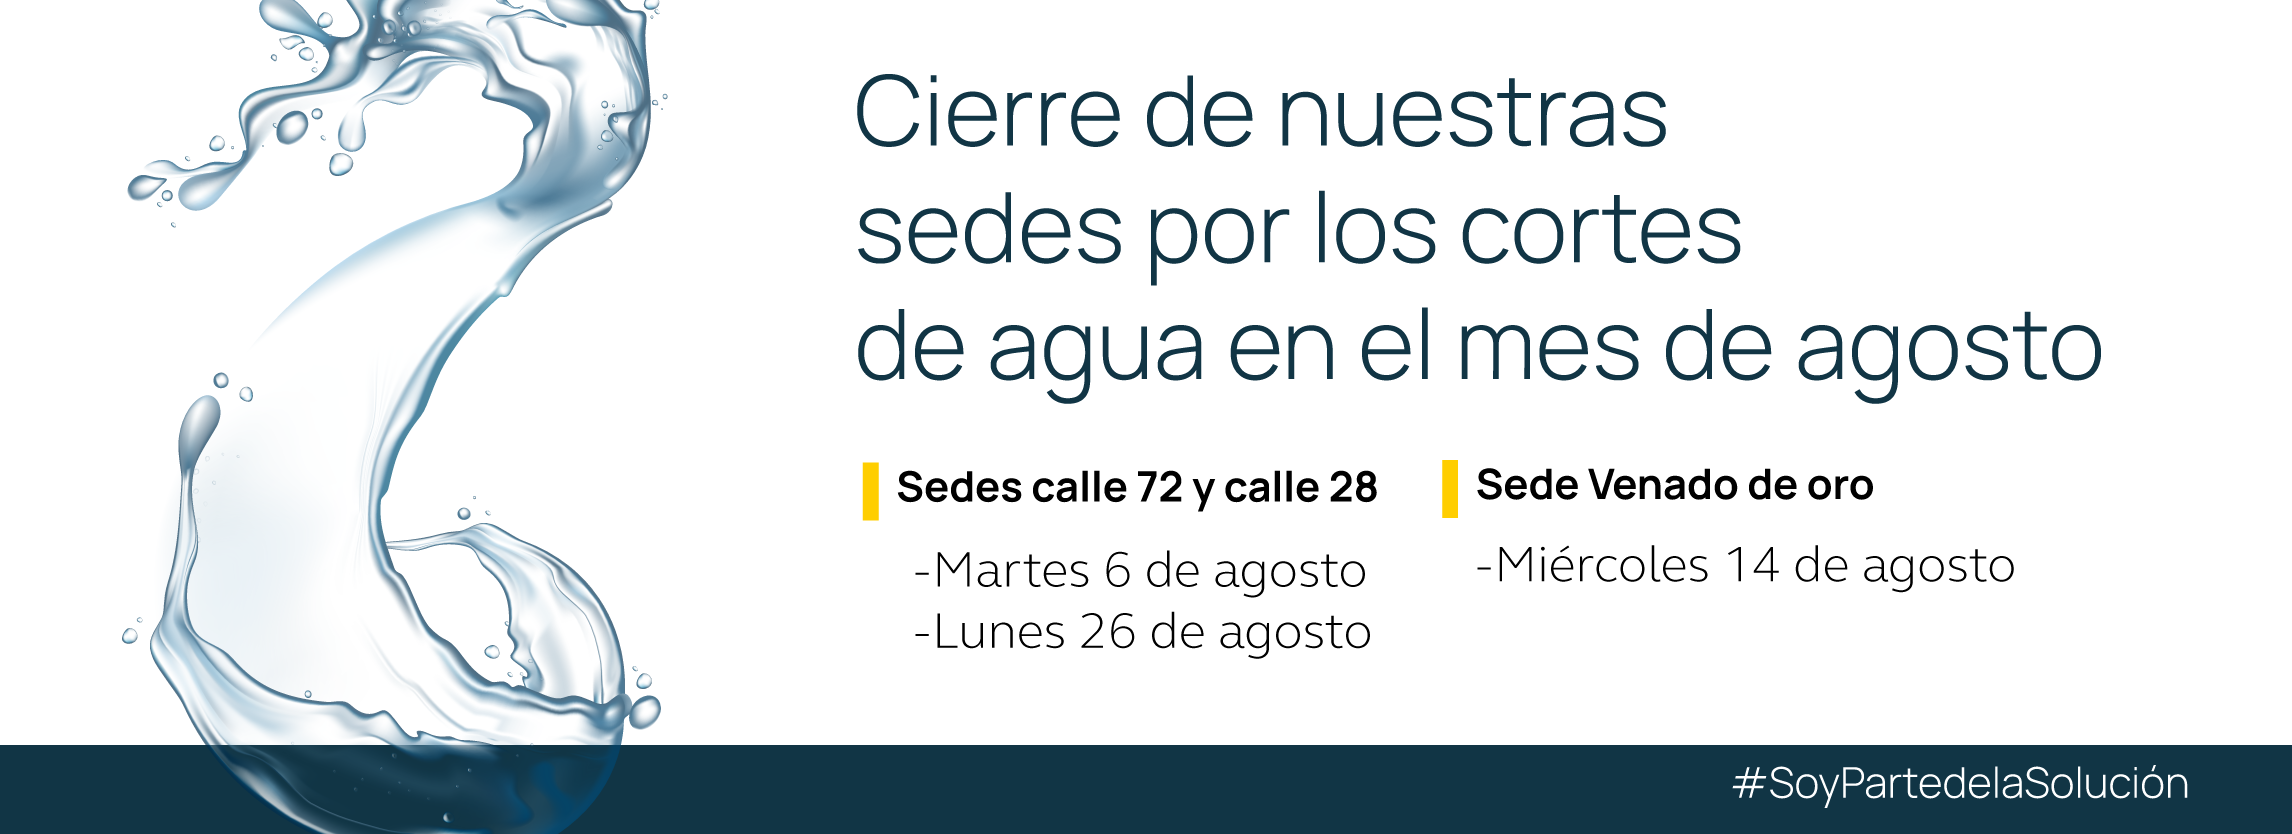 Cierre de nuestras
sedes por los cortes
de agua en el mes de agosto
Sedes calle 72 y calle 28
-Martes 6 de agosto
-Lunes 26 de agosto
Sede Venado de oro
-Miércoles 14 de agosto
#SoyPartedelaSolución